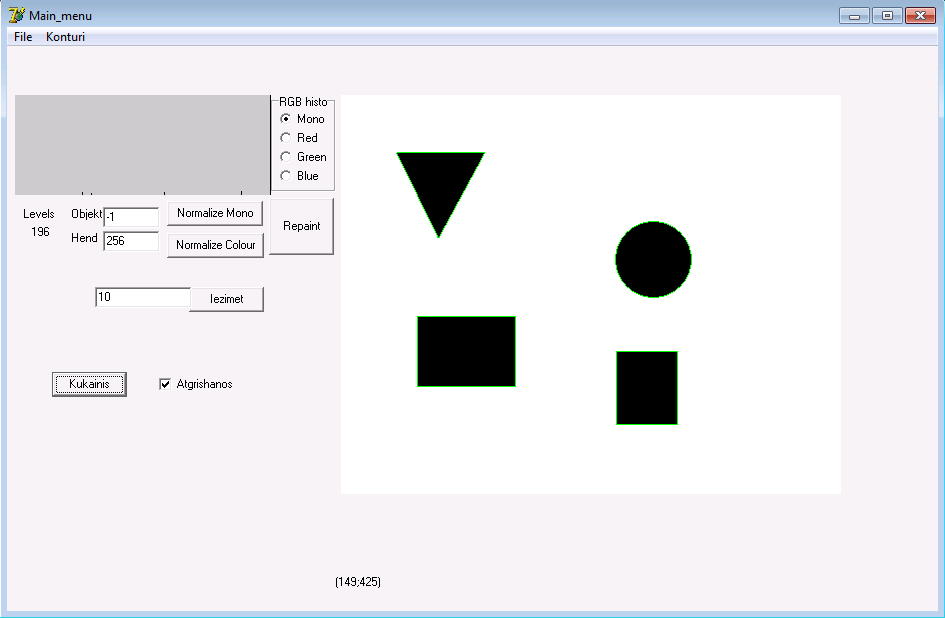 Main_menu
File Konturi
RGB histo
Mono
Red
Green
Blue
Levels
196
Objekt -1
Hend 256
Normalize Mono
Normalize Colour
Repaint
10
Iezimet
Kukainis
Atgrishanos
(149;425)